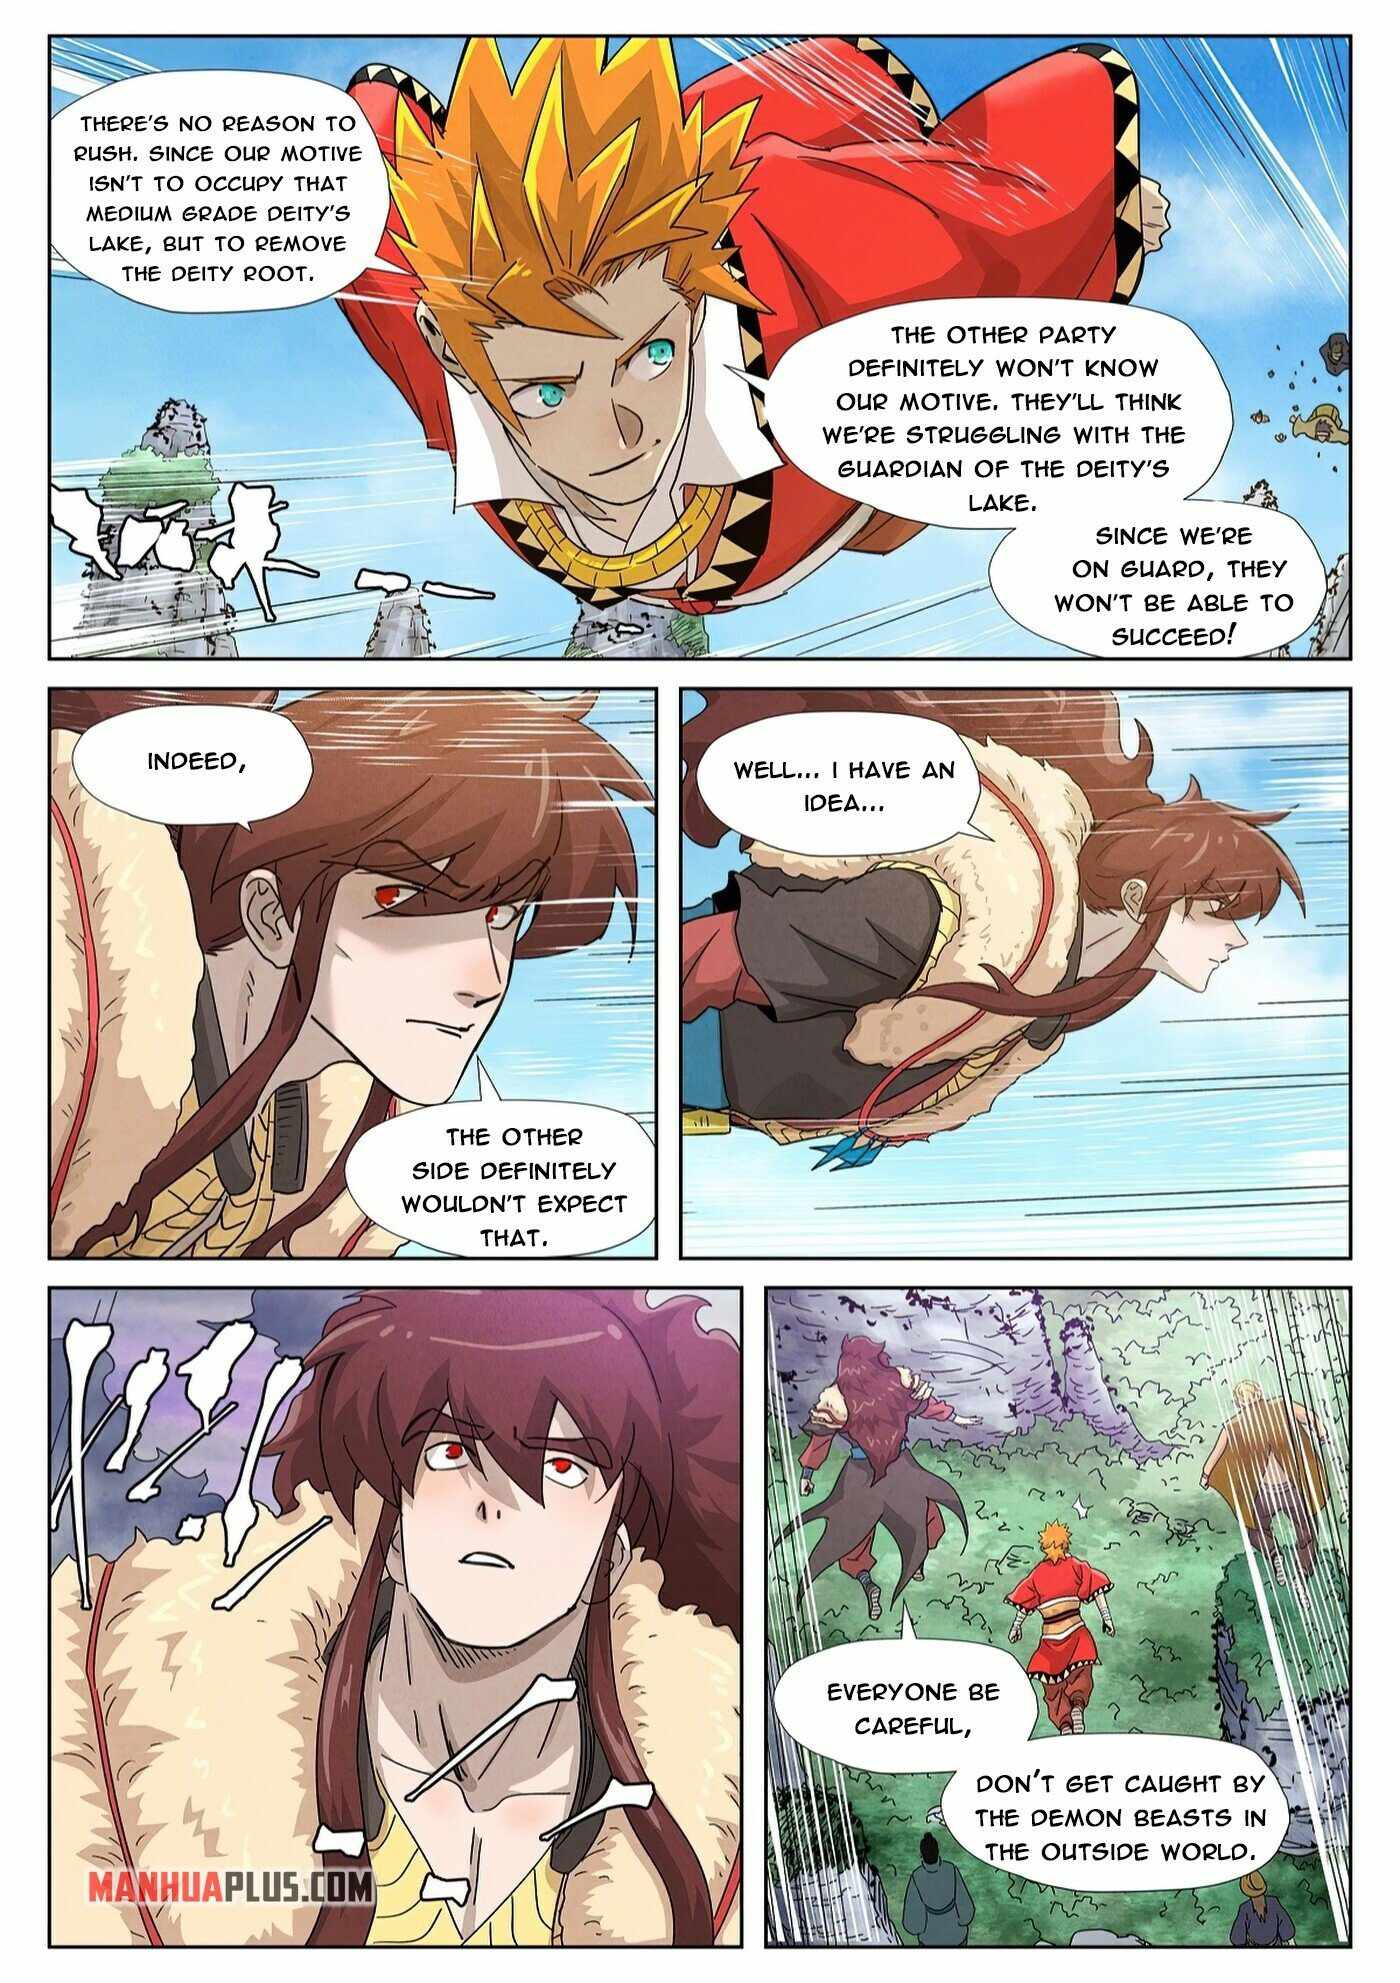 THERE'S NO REASON TO
RUSH. SINCE OUR MOTIVE
ISN'T TO OCCUPY THAT
MEDIUM GRADE DEITY'S
LAKE, BUT TO REMOVE
THE DEITY ROOT.
THE OTHER PARTY
DEFINITELY WON'T KNOW
OUR MOTIVE. THEY'LL THINK
WE'RE STRUGGLING WITH THE
GUARDIAN OF THE DEITY'S
LAKE.
SINCE WE'RE
ON GUARD, THEY
WON'T BE ABLE TO
SUCCEED!
INDEED,
THE OTHER
SIDE DEFINITELY
WOULDN'T EXPECT
THAT.
WELL... I HAVE AN
IDEA...
EVERYONE BE
CAREFUL,
DON'T GET CAUGHT BY
THE DEMON BEASTS IN
THE OUTSIDE WORLD.
MANHUAPLUS.COM